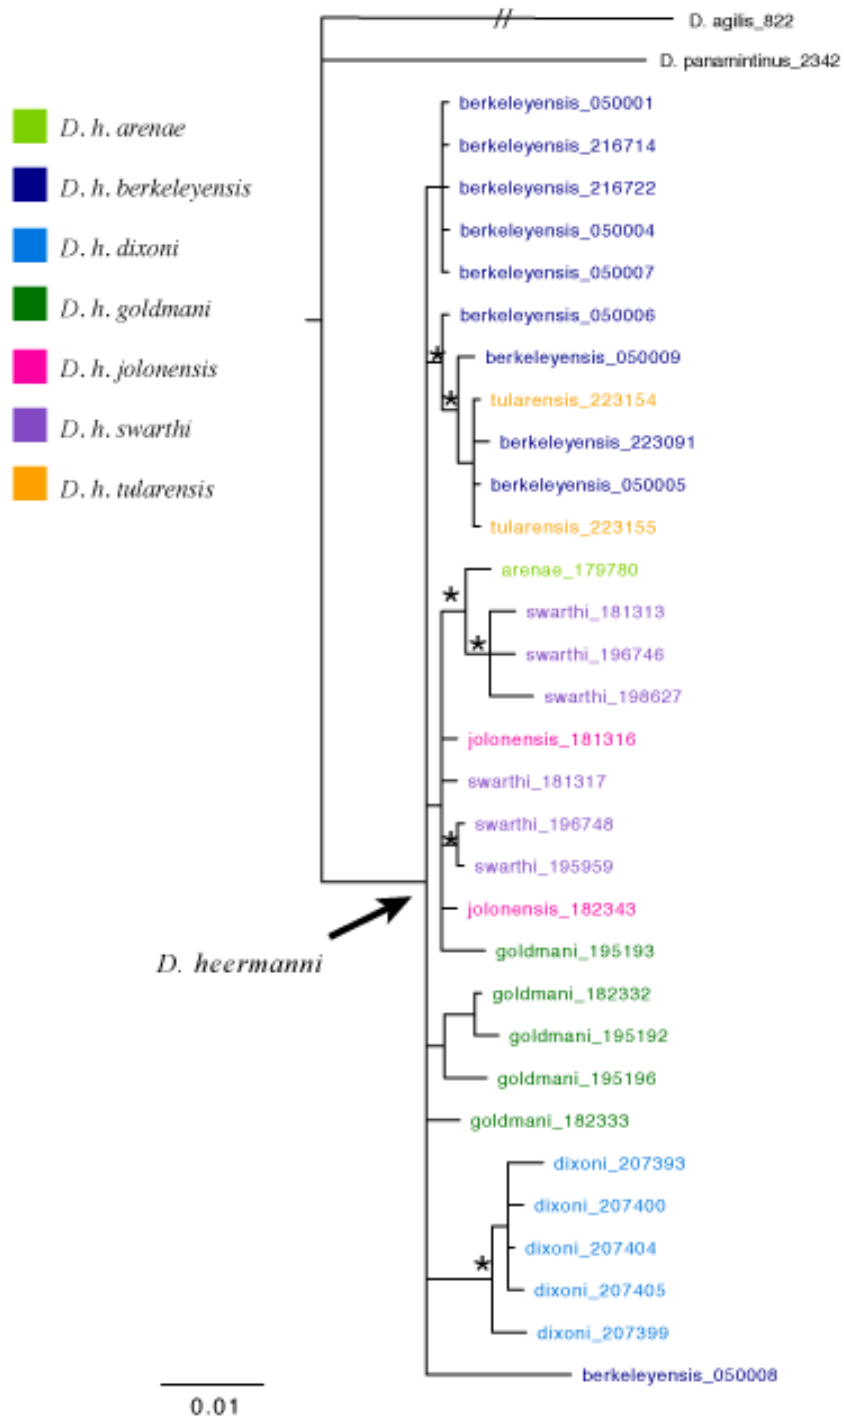 D. agilis_822
D. panamintinus_2342
D. h. arenae
D. h. berkeleyensis
D. h. dixoni
D. h. goldmani
D. h. jolonensis
D. h. swarthi
D. h. tularensis
berkeleyensis_050001
berkeleyensis_216714
berkeleyensis_216722
berkeleyensis_050004
berkeleyensis_050007
berkeleyensis_050006
berkeleyensis_050009
tularensis_223154
berkeleyensis_223091
berkeleyensis_050005
tularensis_223155
arenae_179780
swarthi_181313
swarthi_196746
swarthi_198627
jolonensis_181316
swarthi_181317
swarthi_196748
swarthi_195959
jolonensis_182343
goldmani_195193
D. heermanni
goldmani_182332
goldmani_195192
goldmani_195196
goldmani_182333
dixoni_207393
dixoni_207400
dixoni_207404
dixoni_207405
dixoni_207399
berkeleyensis_050008
0.01